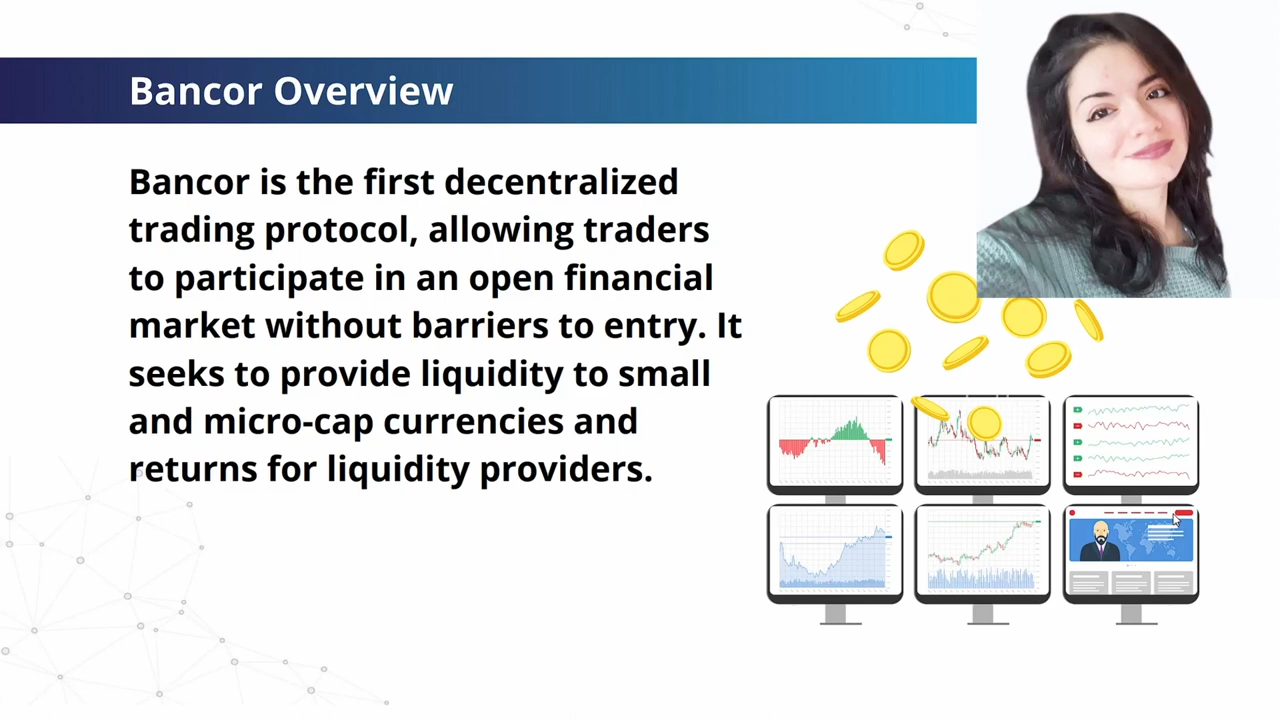 Bancor Overview
Bancor is the first decentralized
trading protocol, allowing traders
to participate in an open financial
market without barriers to entry. It
seeks to provide liquidity to small
and micro-cap currencies and
returns for liquidity providers.